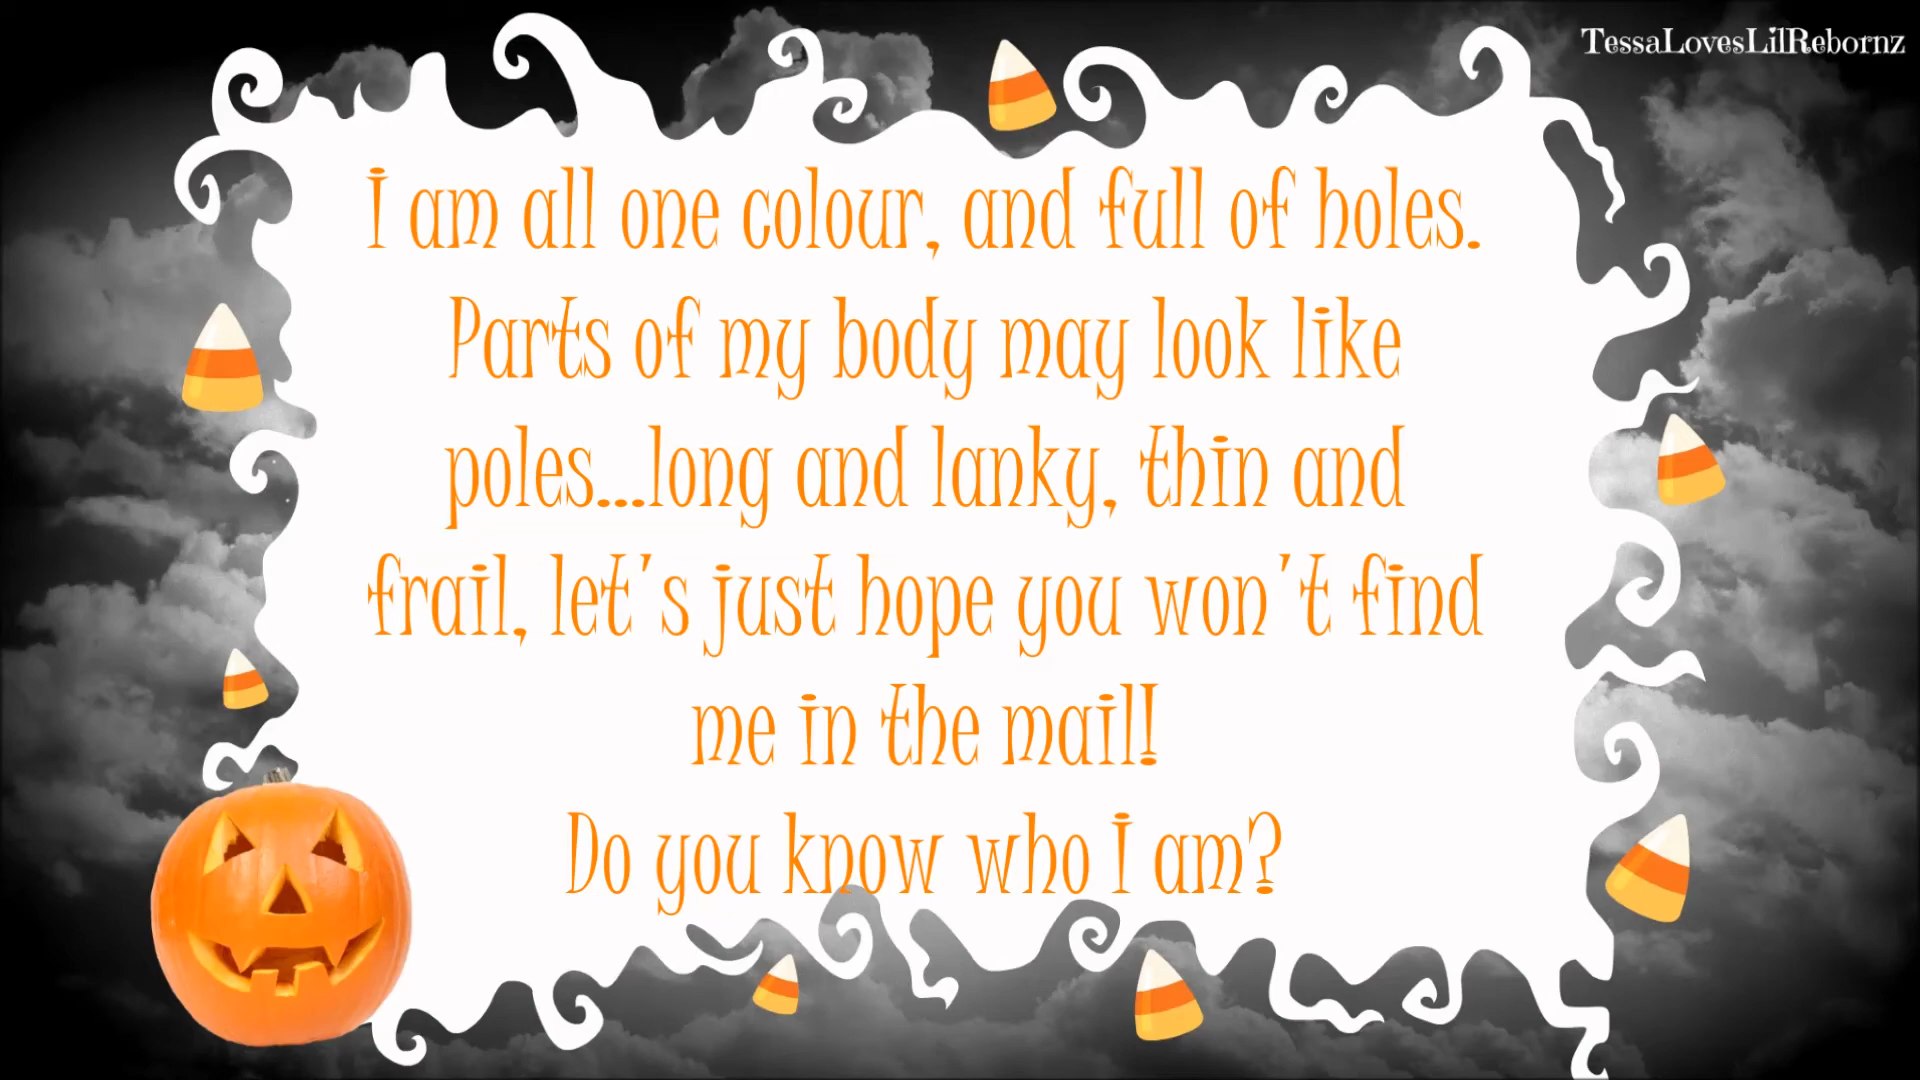 TessaLovesLilRebornz
I am all one colour, and full of holes.
Parts of my body may look like
poles...long and lanky, thin and
frail, let's just hope you won't find
me in the mail!
Do you know who I am?